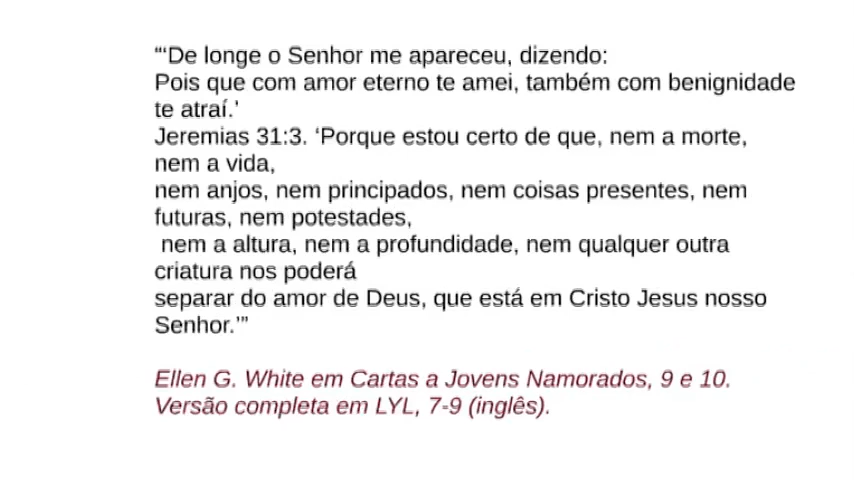 “‘De longe o Senhor me apareceu, dizendo:
Pois que com amor eterno te amei, também com benignidade
te atraí.’
Jeremias 31:3. ‘Porque estou certo de que, nem a morte,
nem a vida,
nem anjos, nem principados, nem coisas presentes, nem
futuras, nem potestades,
nem a altura, nem a profundidade, nem qualquer outra
criatura nos poderá
separar do amor de Deus, que está em Cristo Jesus nosso
Senhor.’”
Ellen G. White em Cartas a Jovens Namorados, 9 e 10.
Versão completa em LYL, 7-9 (inglês).